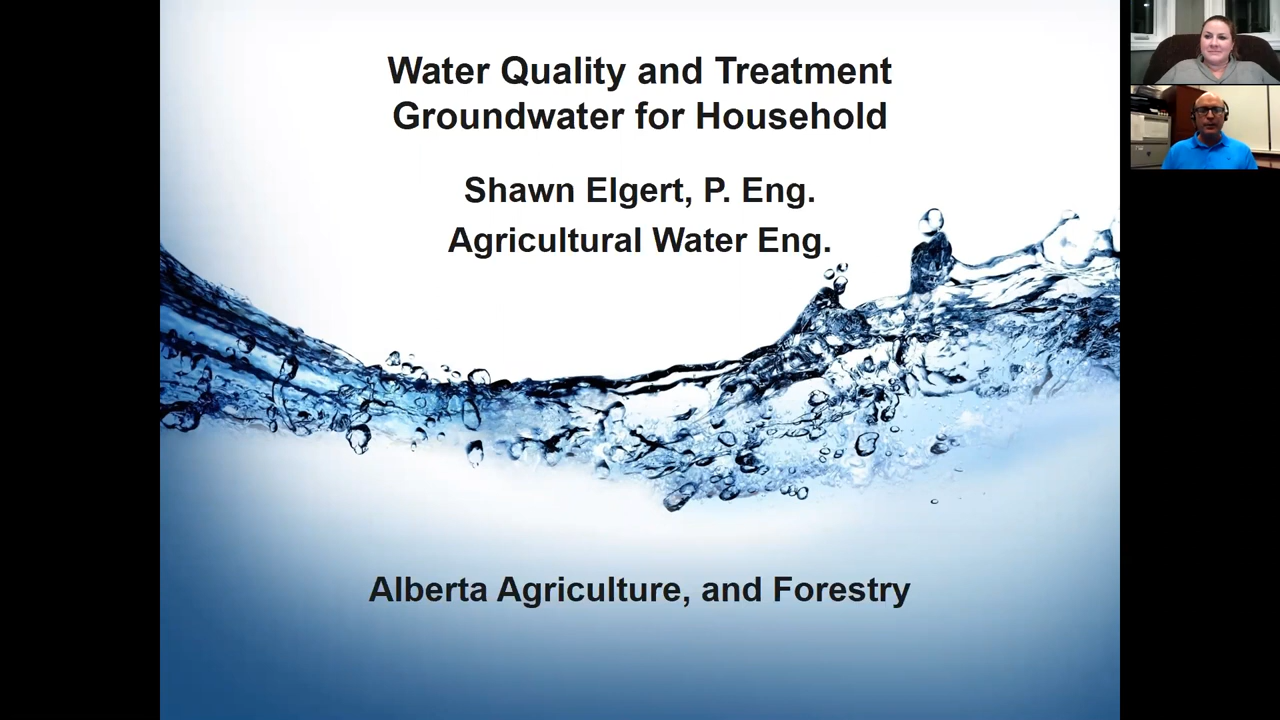 Water Quality and Treatment
Groundwater for Household
Shawn Elgert, P. Eng.
Agricultural Water Eng.
Alberta Agriculture, and Forestry